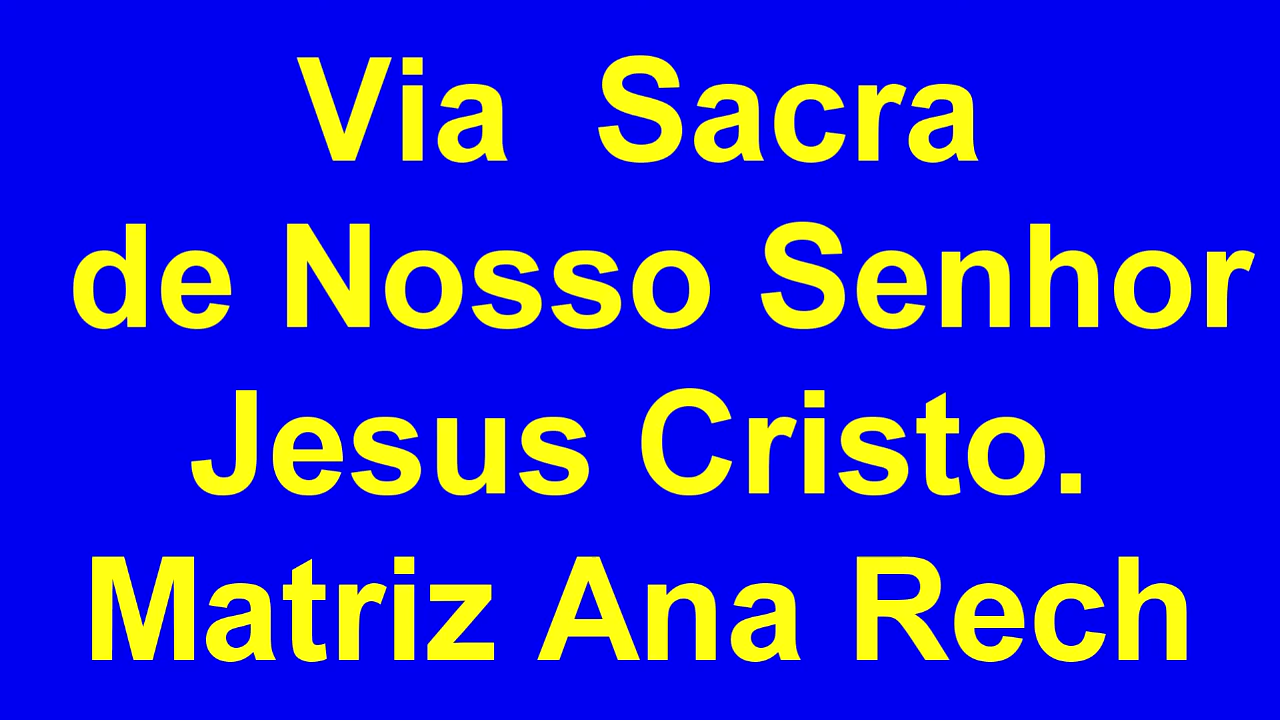 Via Sacra
de Nosso Senhor
Jesus Cristo.
Matriz Ana Rech